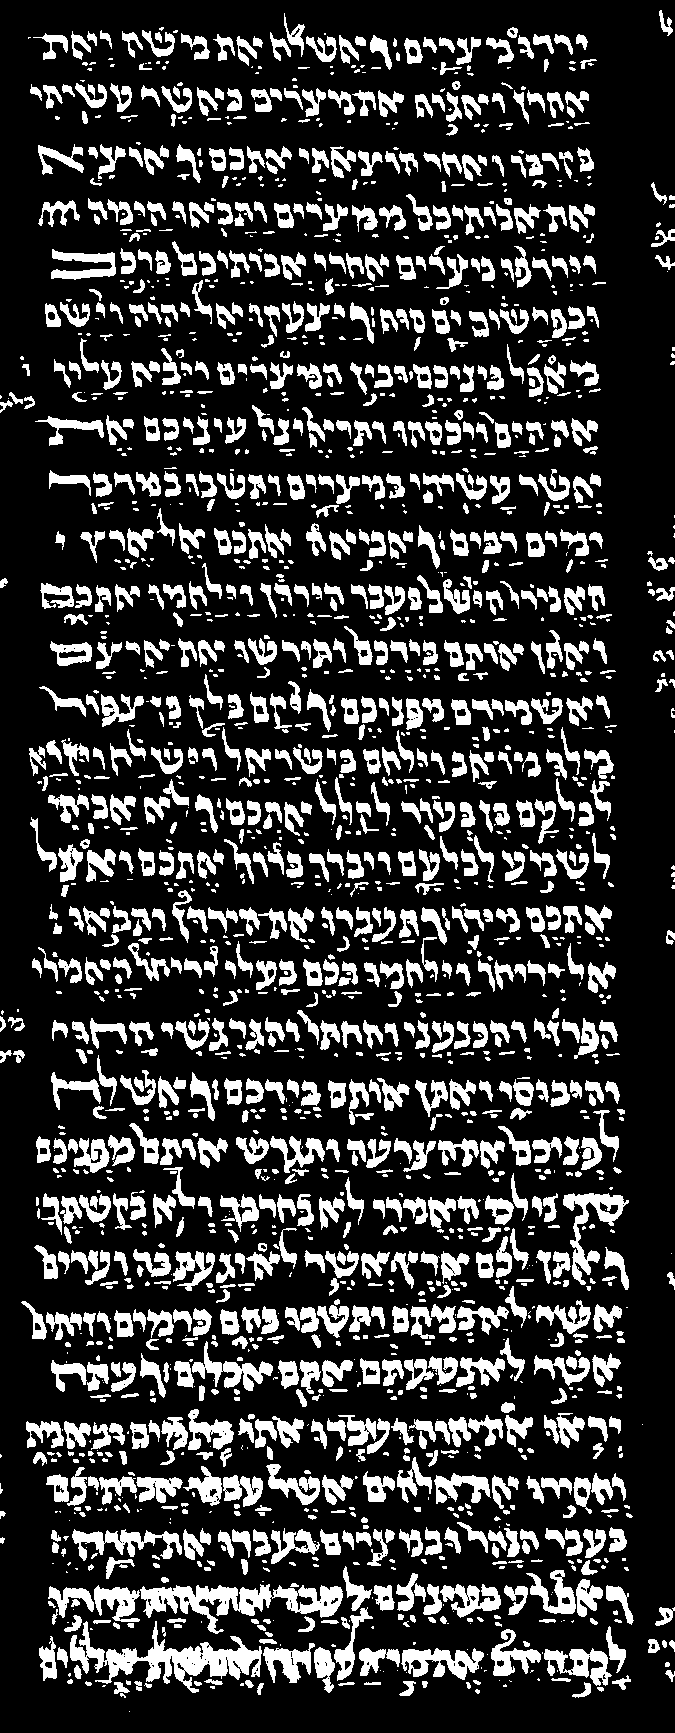 ירדו מצרים: ואשלח את משה ואת
אהרן ואגוף את מצרים כאשר עשיתי
בקרבו ואחר הוצאתי אתכם: ואוציא
את אבותיכם ממצרים ותבאו הימה
וירדפו מצרים אחרי אבותיכם ברכב
ובפרשים ים סוף: ויצעקו אל יהוה וישם
מאפל ביניכם ובין המצרים ויבא עליו
את הים ויכסהו ותראינה עיניכם את
אשר עשיתי במצרים ותשבו במדבר
ימים רבים: ואביאה אתכם אל ארץ
האמורי היושב בעבר הירדן וילחמו אתכם
ואתן אותם בידכם ותירשו את ארצם
ואשמידם מפניכם: ויקם בלק בן צפור
מלך מואב וילחם בישראל וישלח ויקרא
לבלעם בן בעור לקלל אתכם: ולא אביתי
לשמע לבלעם ויברך ברוך אתכם ואצל
אתכם מידו: ותעברו את הירדן ותבאו
אל יריחו וילחמו בכם בעלי יריחו האמורי
הפרזי והכנעני והחתי והגרגשי החוי
והיבוסי ואתן אותם בידכם: ואשלח
לפניכם את הצרעה ותגרש אותם מפניכם
שני מלכי האמורי לא בחרבך ולא בקשתך:
ואתן לכם ארץ אשר לא יגעת בה וערים
אשר לא בניתם ותשבו בהם כרמים וזיתים
אשר לא נטעתם אתם אכלים: ועתה
יראו את יהוה ועבדו אתו בתמים ובאמת
והסירו את אלהים אשר עבדו אבותיכם
בעבר הנהר ובמצרים ועבדו את יהוה:
ואם רע בעיניכם לעבד את יהוה בחרו
לכם היום את מי תעבדון אם את אלהים